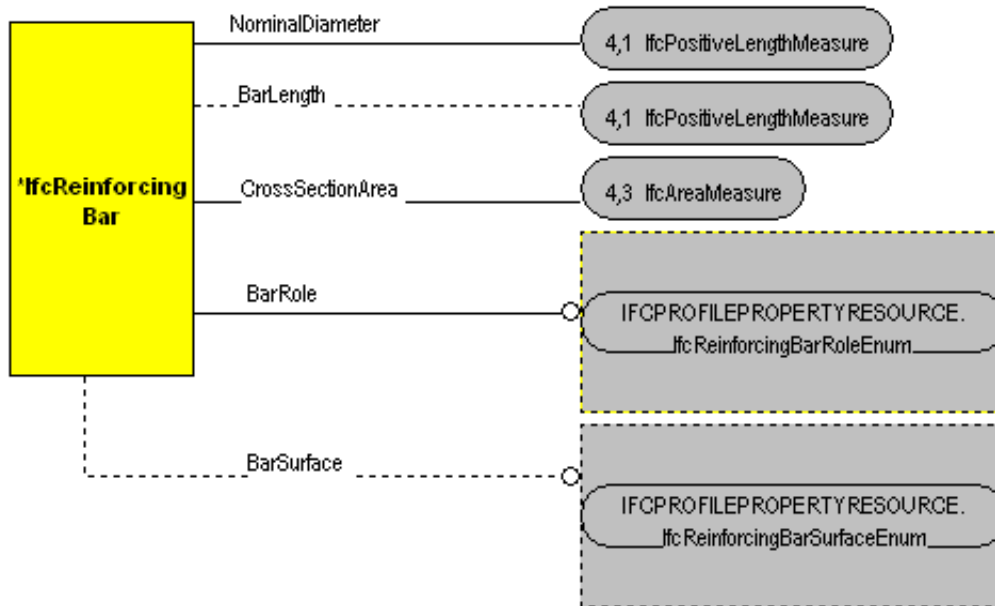 NominalDiameter
4,1 IfcPositiveLengthMeasure
BarLength
4,1 IfcPositiveLengthMeasure
*IfcReinforcing
Bar
CrossSectionArea
4,3 IfcAreaMeasure
BarRole
IFCPROFILEPROPERTYRESOURCE.
IfcReinforcingBarRoleEnum
BarSurface
IFCPROFILEPROPERTYRESOURCE.
IfcReinforcingBarSurfaceEnum